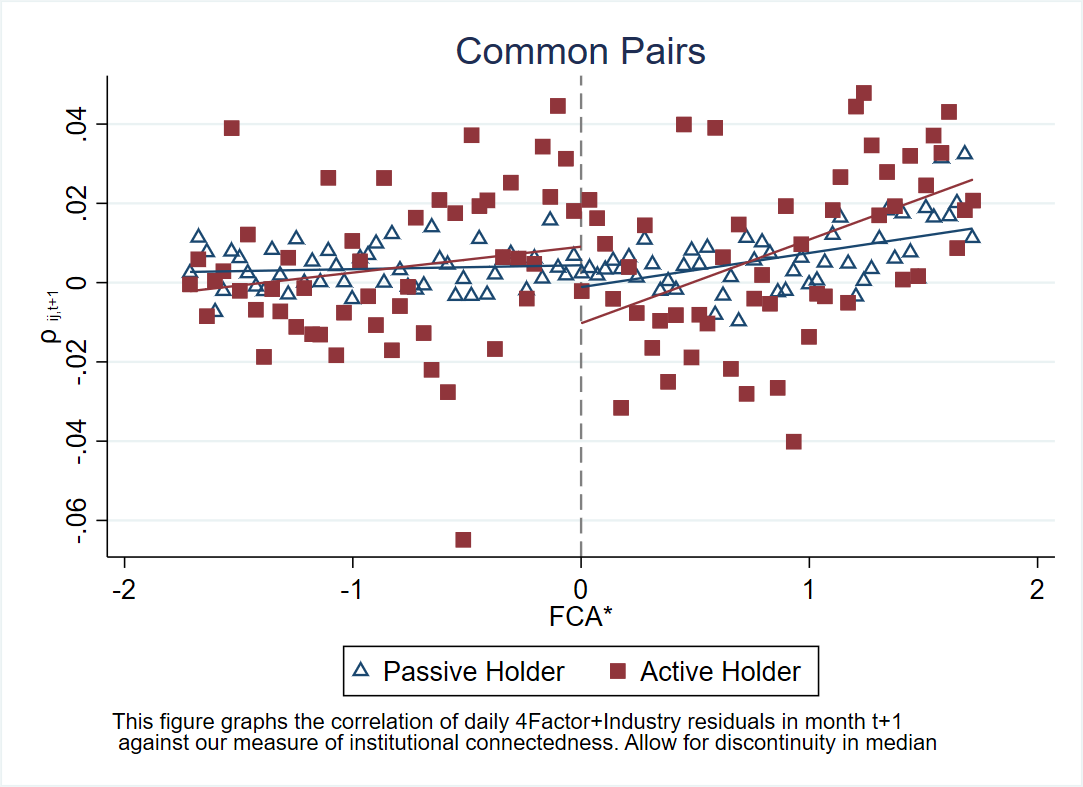 Common Pairs
.04
.02
0
-.02
-.04
-.06
ρ ij,t+1
-2 -1 0 1 2
FCA*
Passive Holder Active Holder
This figure graphs the correlation of daily 4Factor+Industry residuals in month t+1
against our measure of institutional connectedness. Allow for discontinuity in median